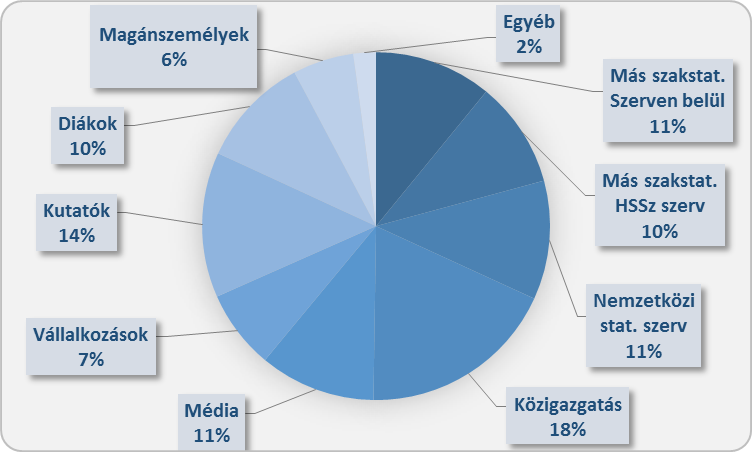 Egyéb
2%
Más szakstat.
Szerven belül
11%
Más szakstat.
HSSz szerv
10%
Nemzetközi
stat. szerv
11%
Közigazgatás
18%
Média
11%
Vállalkozások
7%
Kutatók
14%
Diákok
10%
Magánszemélyek
6%